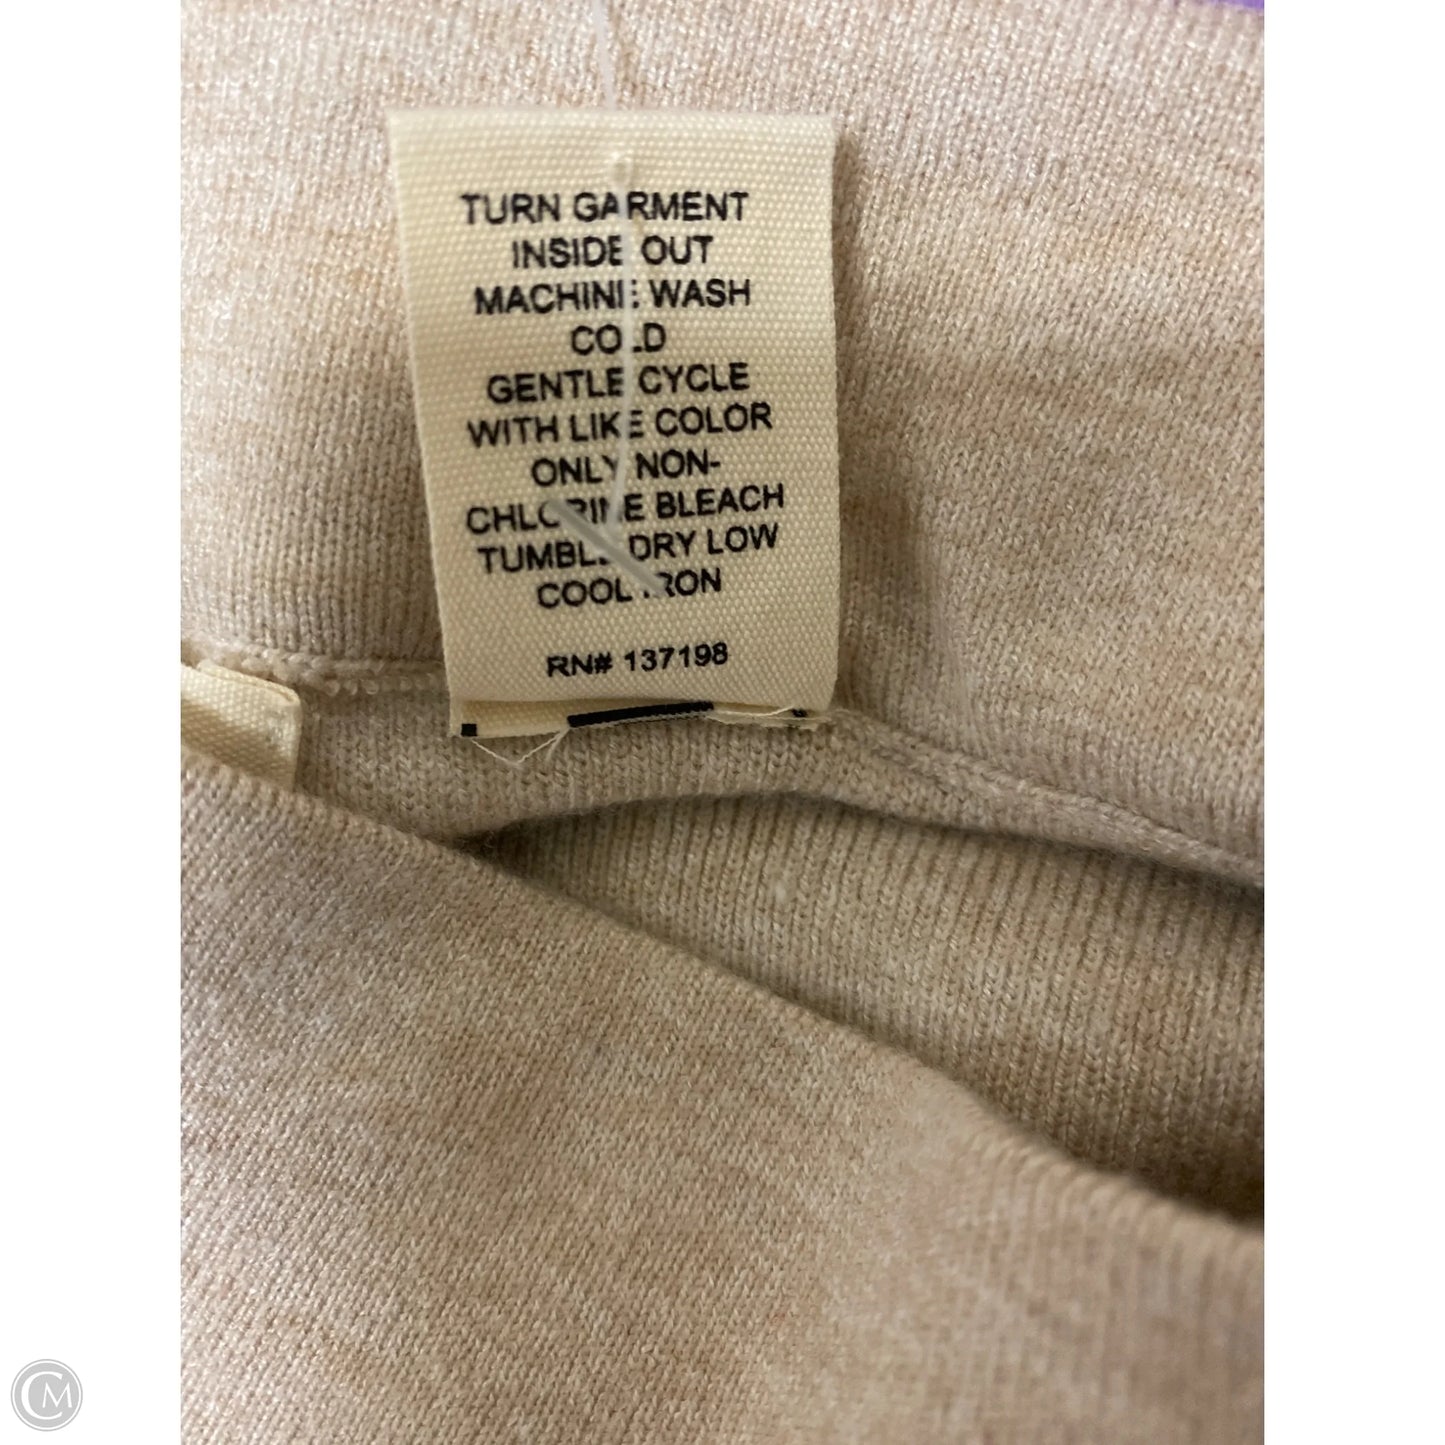 TURN GARMENT
INSIDE OUT
MACHINE WASH
COLD
GENTLE CYCLE
WITH LIKE COLOR
ONLY NON-
CHLORINE BLEACH
TUMBLE DRY LOW
COOL IRON
RN# 137198
CM